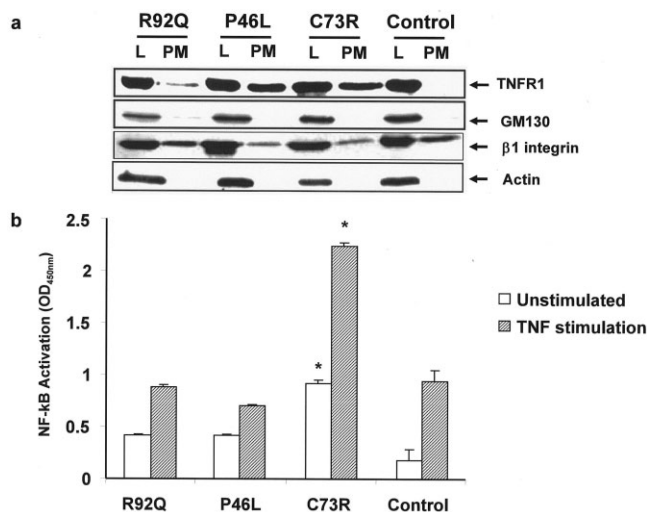 a
R92Q P46L C73R Control
L PM L PM L PM L PM
TNFR1
GM130
β1 integrin
Actin
b
NF-kB Activation (OD450nm)
2.5
2
1.5
1
0.5
0
*
*
Unstimulated
TNF stimulation
R92Q P46L C73R Control